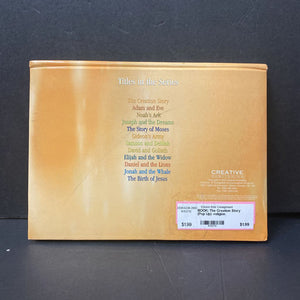 Titles in the Series
The Creation Story
Adam and Eve
Noah's Ark
Joseph and the Dreams
The Story of Moses
Gideon's Army
Samson and Delilah
David and Goliath
Elijah and the Widow
Daniel and the Lions
Jonah and the Whale
The Birth of Jesus
CREATIVE
BOOK: The Creation Story
(Pop Up) -religion
$1.99
$1.99